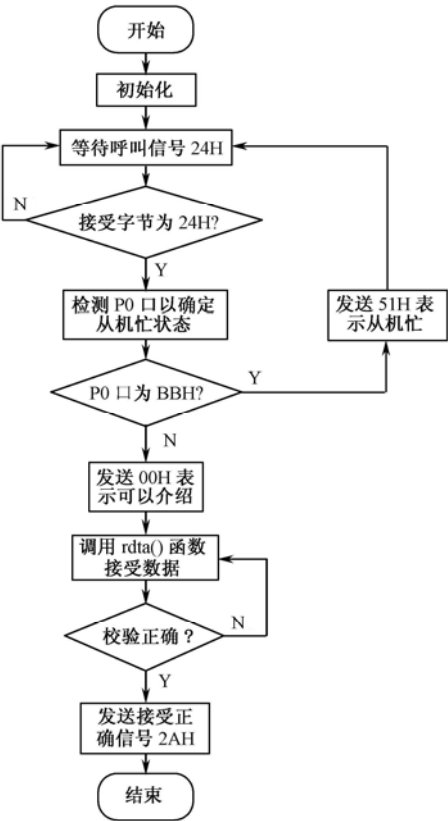 开始
初始化
等待呼叫信号 24H
N
接受字节为 24H?
Y
检测 P0 口以确定
从机忙状态
发送 51H 表
示从机忙
P0 口为 BBH?
Y
N
发送 00H 表
示可以介绍
调用 rdta() 函数
接受数据
校验正确？
N
Y
发送接受正
确信号 2AH
结束